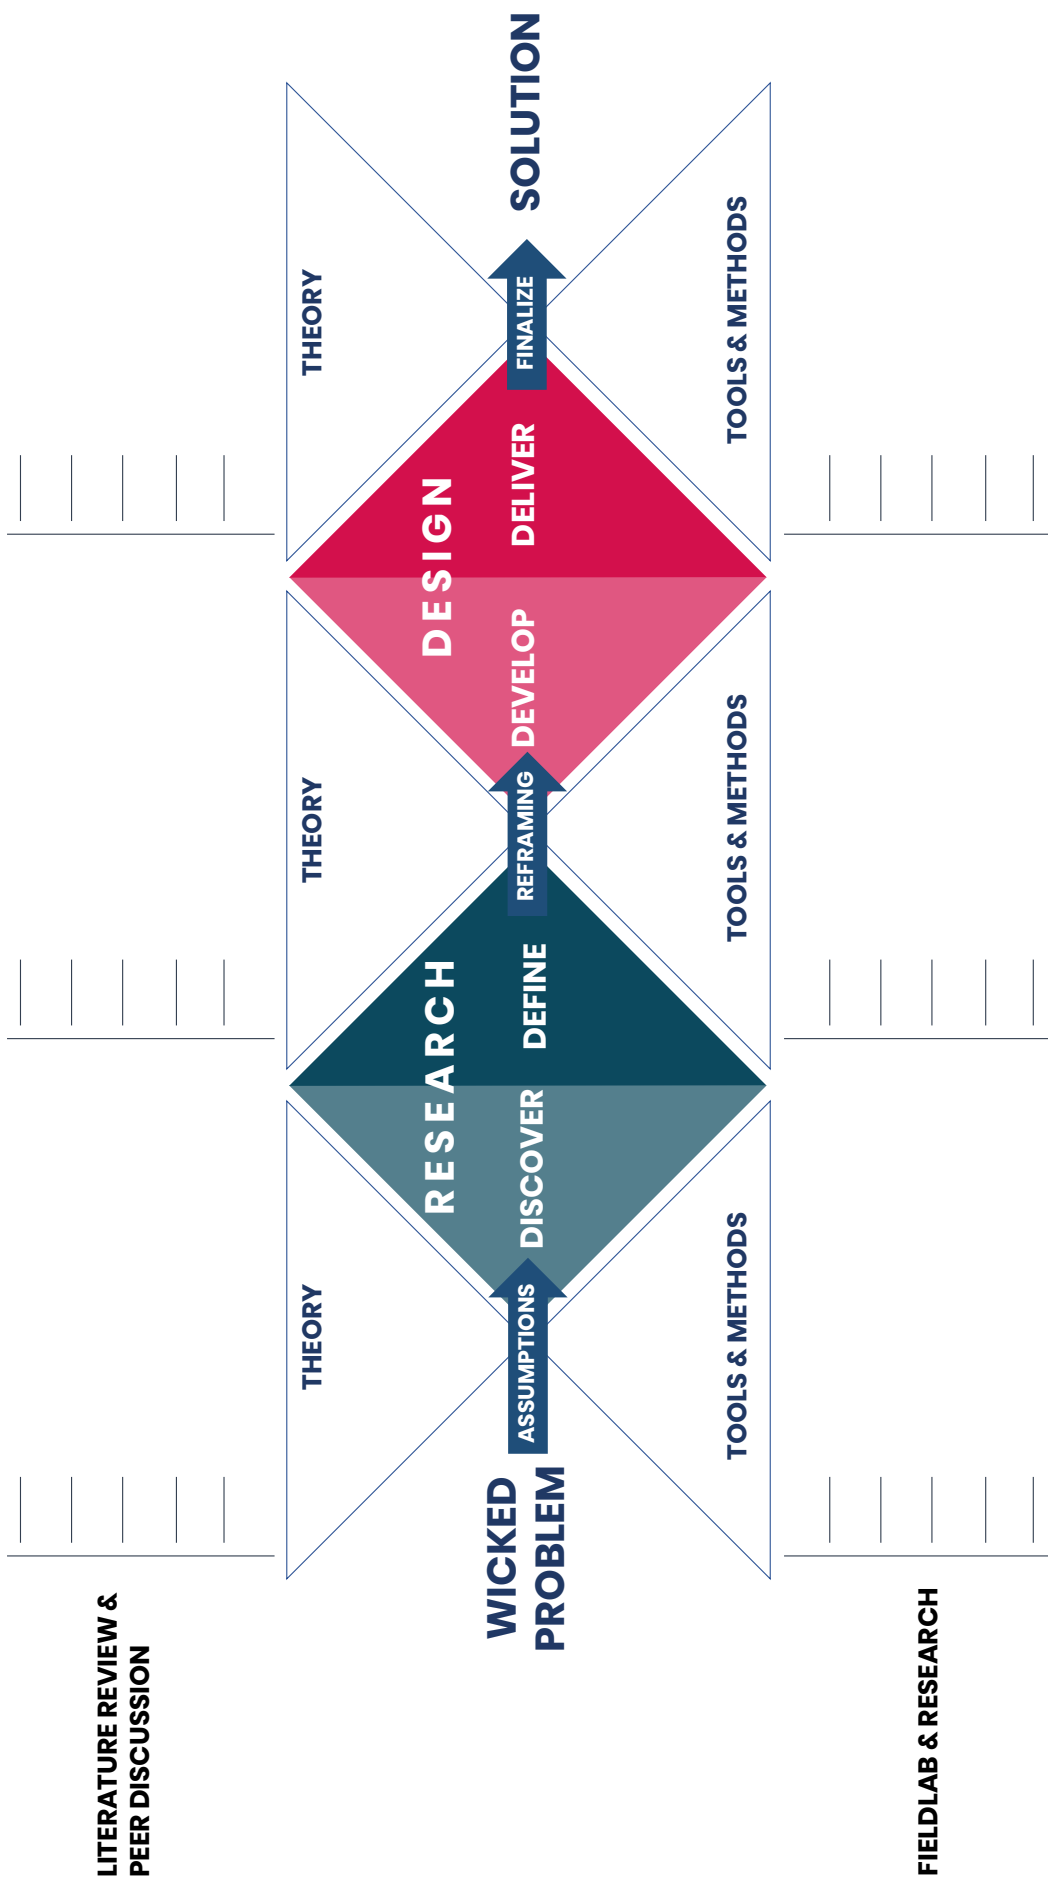 LITERATURE REVIEW &
PEER DISCUSSION
THEORY
THEORY
THEORY
RESEARCH
DESIGN
WICKED
PROBLEM
ASSUMPTIONS
DISCOVER
DEFINE
REFRAMING
DEVELOP
DELIVER
FINALIZE
SOLUTION
TOOLS & METHODS
TOOLS & METHODS
TOOLS & METHODS
FIELDLAB & RESEARCH